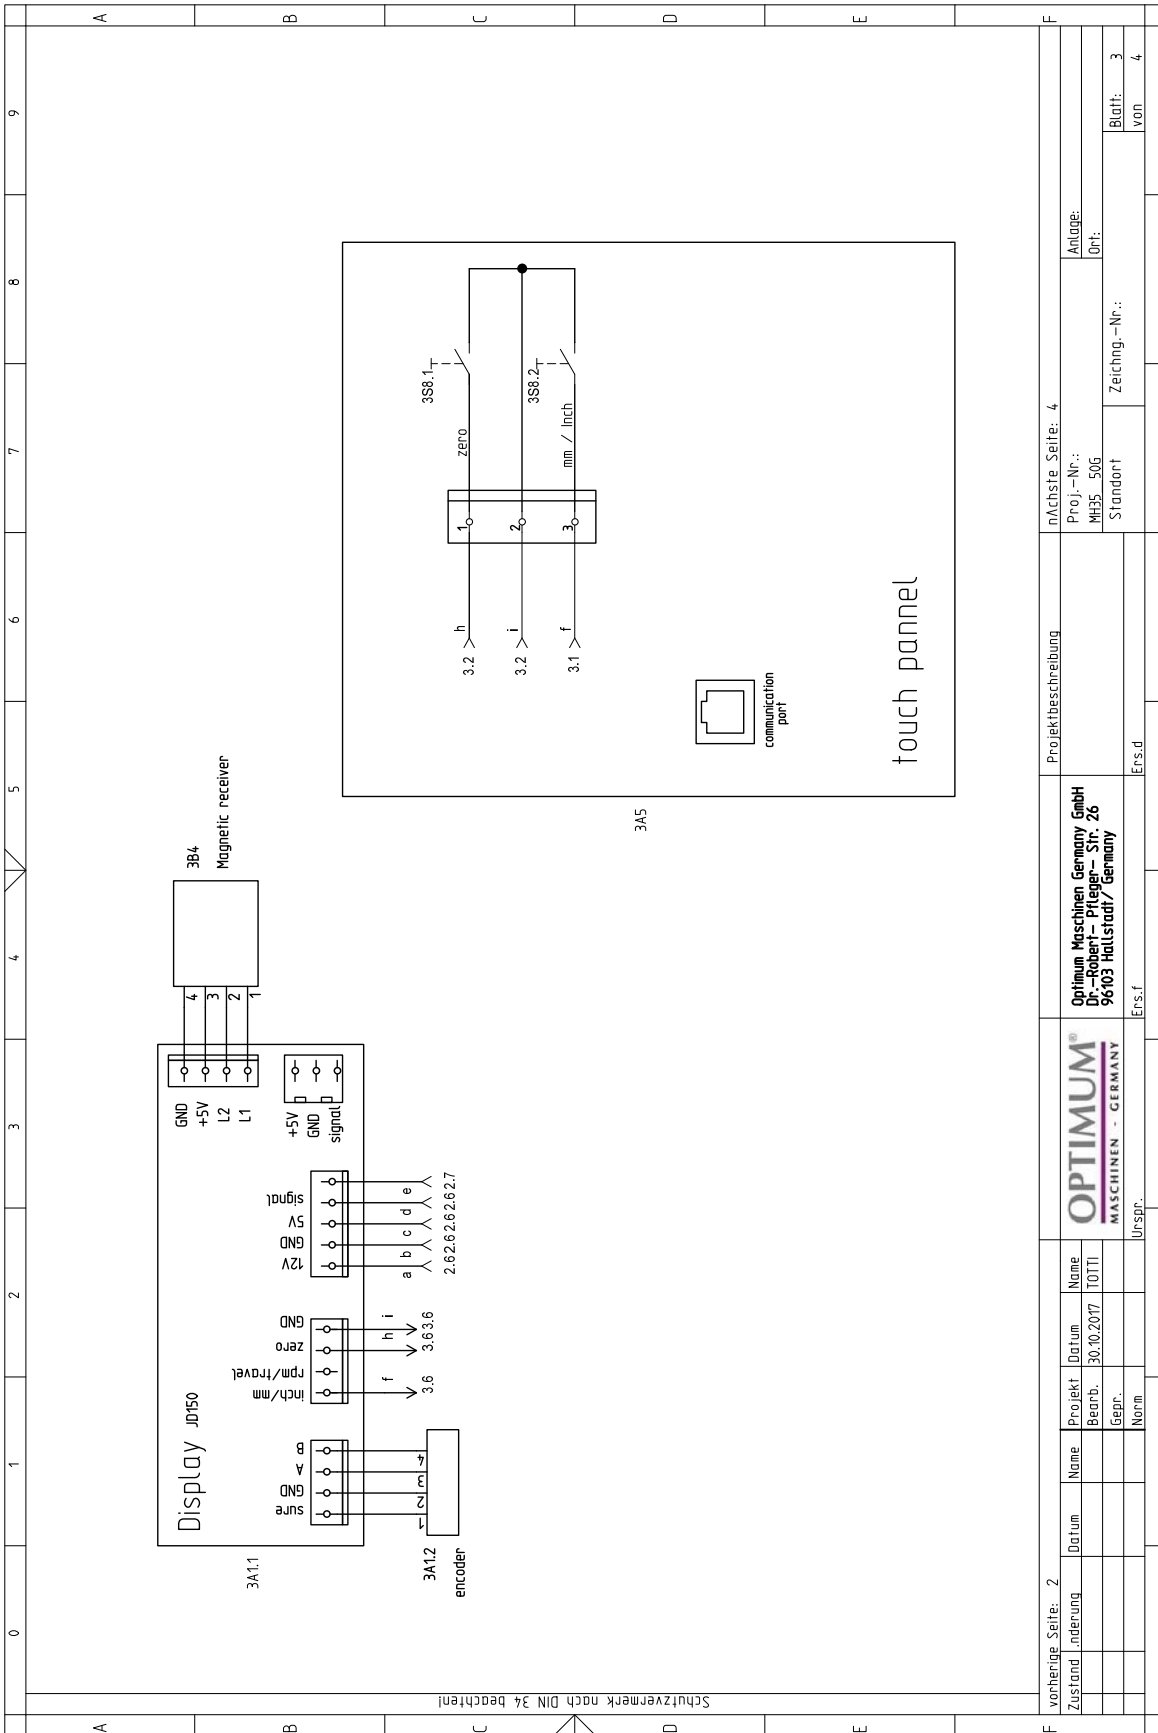 0 1 2 3 4 5 6 7 8 9
A
B
C
D
E
F
A
B
C
D
E
F
Schutzvermerk nach DIN 34 beachten!
Display JD150
3A1.1
sure
GND
A
B
1
2
3
4
3A1.2
encoder
inch/mm
rpm/travel
zero
GND
f
h
i
3.6
3.6
3.6
12V
GND
5V
signal
a
b
c
d
e
2.6
2.6
2.6
2.6
2.7
GND
+5V
L2
L1
+5V
GND
signal
4
3
2
1
3B4
Magnetic receiver
3A5
touch pannel
communication
port
3.2
h
1
zero
3S8.1
3.2
i
2
3.1
f
3
mm / Inch
3S8.2
vorherige Seite: 2
Zustand
.nderung
Datum
Name
Projekt
Datum
Name
Bearb.
30.10.2017
TOTTI
Gepr.
Norm
Urspr.
OPTIMUM®
MASCHINEN - GERMANY
Ers.f
Optimum Maschinen Germany GmbH
Dr.-Robert- Pfleger- Str. 26
96103 Hallstadt/ Germany
Ers.d
Projektbeschreibung
nAchste Seite: 4
Proj.-Nr.:
MH35 50G
Standort
Anlage:
Ort:
Zeichng.-Nr.:
Blatt: 3
von 4